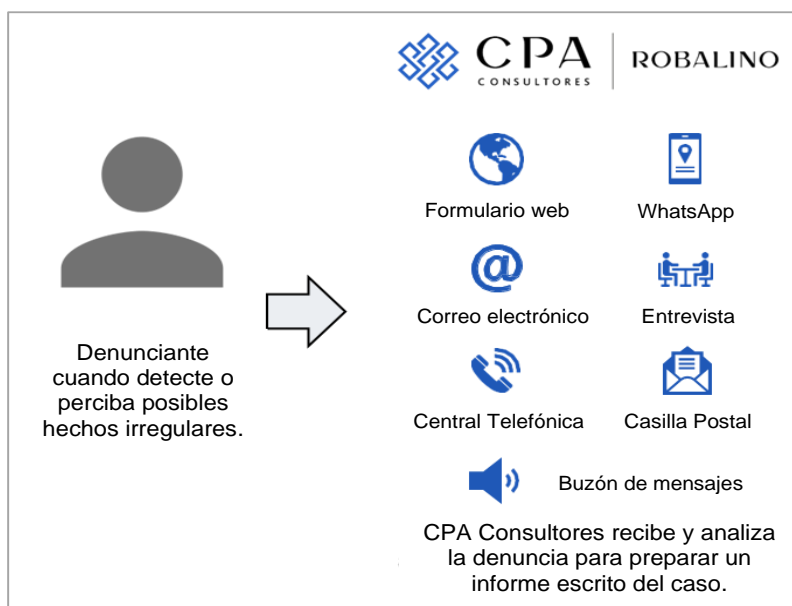 CPA
CONSULTORES
ROBALINO
Formulario web
WhatsApp
@
Correo electrónico
Entrevista
Central Telefónica
Casilla Postal
Buzón de mensajes
Denunciante
cuando detecte o
perciba posibles
hechos irregulares.
CPA Consultores recibe y analiza
la denuncia para preparar un
informe escrito del caso.